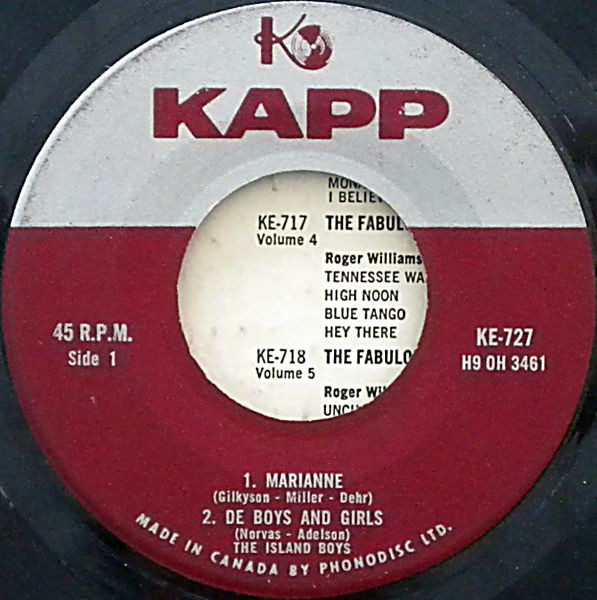 K
KAPP
I BELIEV
KE-717 THE FABUL
Volume 4
Roger Williams
TENNESSEE WA
HIGH NOON
BLUE TANGO
HEY THERE
KE-718 THE FABULO
Volume 5
Roger Wil
45 R.P.M.
Side 1
KE-727
H9 OH 3461
1. MARIANNE
(Gilkyson - Miller - Dehr)
2. DE BOYS AND GIRLS
(Norvas - Adelson)
THE ISLAND BOYS
MADE IN CANADA BY PHONODISC LTD.